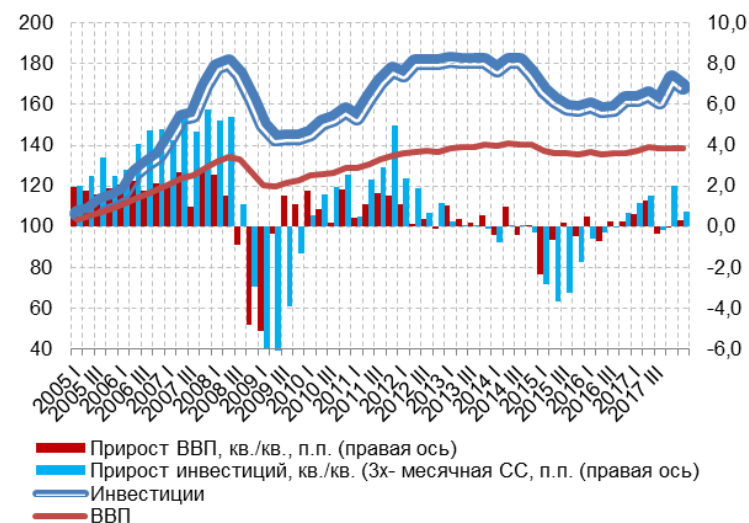 200
180
160
140
120
100
80
60
40
10,0
8,0
6,0
4,0
2,0
0,0
-2,0
-4,0
-6,0
2005 I
2005 III
2006 I
2006 III
2007 I
2007 III
2008 I
2008 III
2009 I
2009 III
2010 I
2010 III
2011 I
2011 III
2012 I
2012 III
2013 I
2013 III
2014 I
2014 III
2015 I
2015 III
2016 I
2016 III
2017 I
2017 III
Прирост ВВП, кв./кв., п.п. (правая ось)
Прирост инвестиций, кв./кв. (3х- месячная СС, п.п. (правая ось)
Инвестиции
ВВП